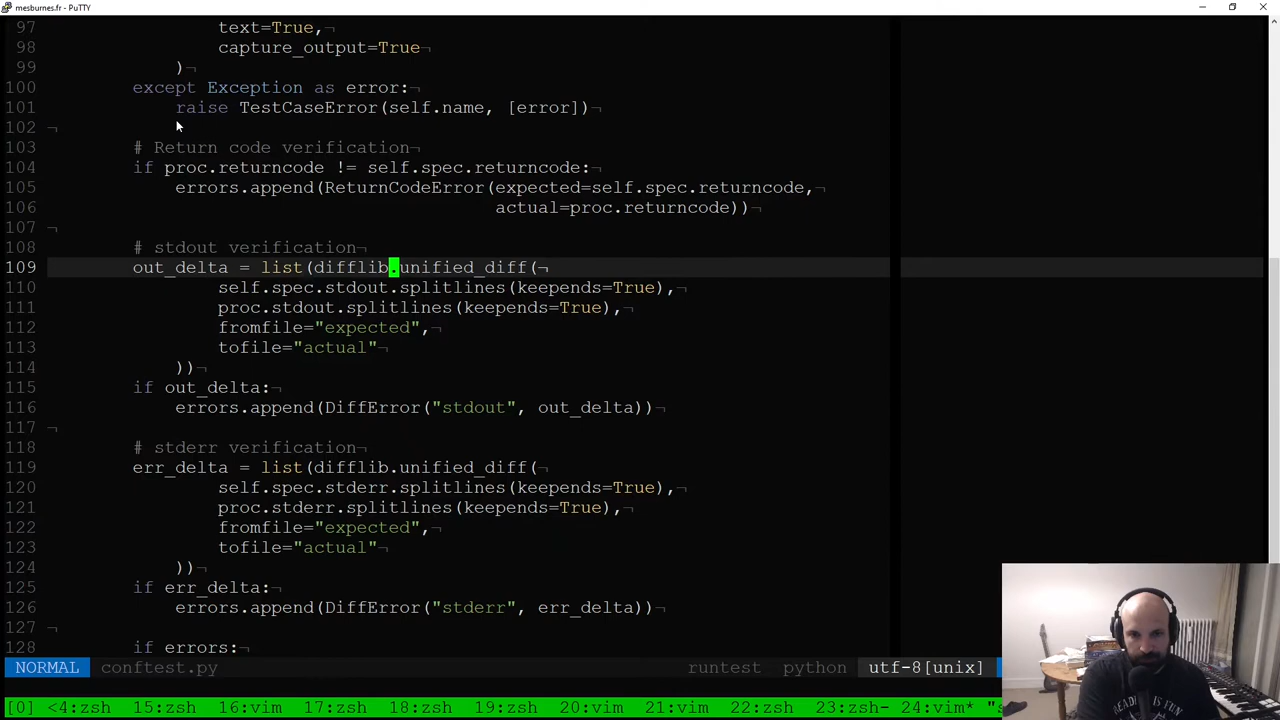 mesburnes.fr - PuTTY
97 text=True,¬
98 capture_output=True¬
99 )¬
100 except Exception as error:¬
101 raise TestCaseError(self.name, [error])¬
102 ¬
103 # Return code verification¬
104 if proc.returncode != self.spec.returncode:¬
105 errors.append(ReturnCodeError(expected=self.spec.returncode,¬
106 actual=proc.returncode))¬
107 ¬
108 # stdout verification¬
109 out_delta = list(difflib.unified_diff(¬
110 self.spec.stdout.splitlines(keepends=True),¬
111 proc.stdout.splitlines(keepends=True),¬
112 fromfile="expected",¬
113 tofile="actual"¬
114 ))¬
115 if out_delta:¬
116 errors.append(DiffError("stdout", out_delta))¬
117 ¬
118 # stderr verification¬
119 err_delta = list(difflib.unified_diff(¬
120 self.spec.stderr.splitlines(keepends=True),¬
121 proc.stderr.splitlines(keepends=True),¬
122 fromfile="expected",¬
123 tofile="actual"¬
124 ))¬
125 if err_delta:¬
126 errors.append(DiffError("stderr", err_delta))¬
127 ¬
128 if errors:¬
NORMAL conftest.py runtest python utf-8[unix]
[0] <4:zsh 15:zsh 16:vim 17:zsh 18:zsh 19:zsh 20:vim 21:vim 22:zsh 23:zsh- 24:vim* "s